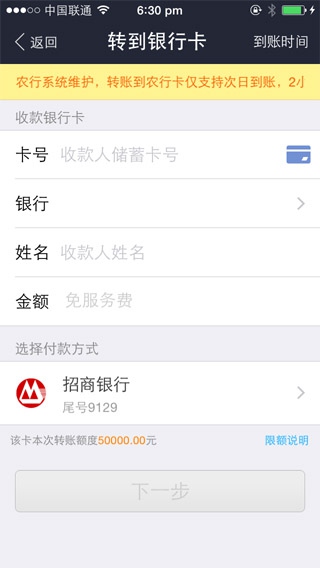 中国联通 6:30 pm
返回 转到银行卡 到账时间
农行系统维护，转账到农行卡仅支持次日到账，2小
收款银行卡
卡号 收款人储蓄卡号
银行
姓名 收款人姓名
金额 免服务费
选择付款方式
招商银行
尾号9129
该卡本次转账额度50000.00元 限额说明
下一步